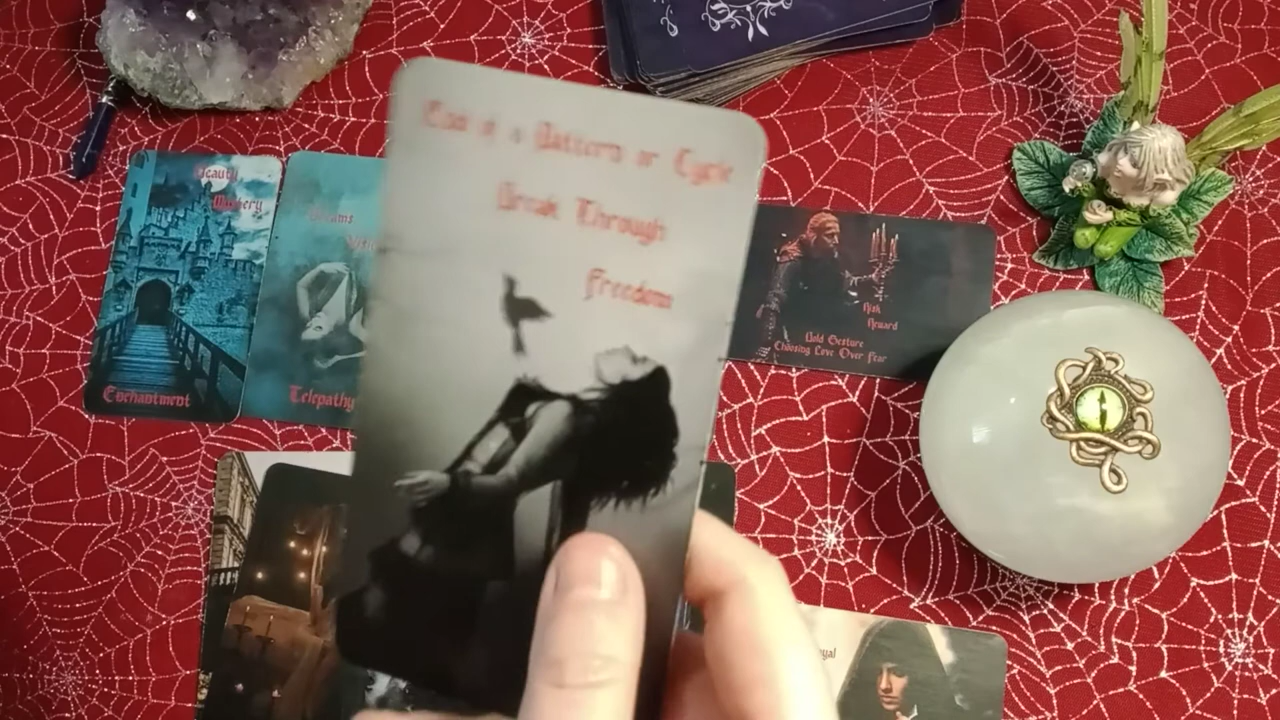 End of a Pattern or Cycle
Break Through
Freedom
Beauty
Mystery
Enchantment
Dreams
Telepathy
Risk
Reward
Bold Gesture
Choosing Love Over Fear